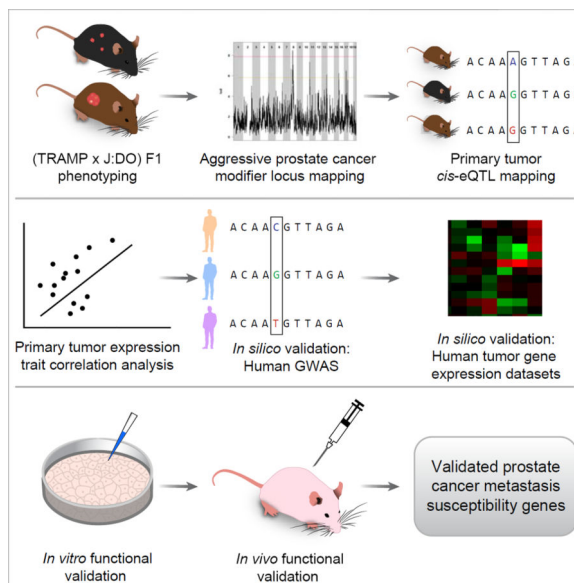 A C A A A G T T A G
A C A A G G T T A G
A C A A G G T T A G
(TRAMP x J:DO) F1
phenotyping
Aggressive prostate cancer
modifier locus mapping
Primary tumor
cis-eQTL mapping
A C A A C G T T A G A
A C A A G G T T A G A
A C A A T G T T A G A
Primary tumor expression
trait correlation analysis
In silico validation:
Human GWAS
In silico validation:
Human tumor gene
expression datasets
Validated prostate
cancer metastasis
susceptibility genes
In vitro functional
validation
In vivo functional
validation